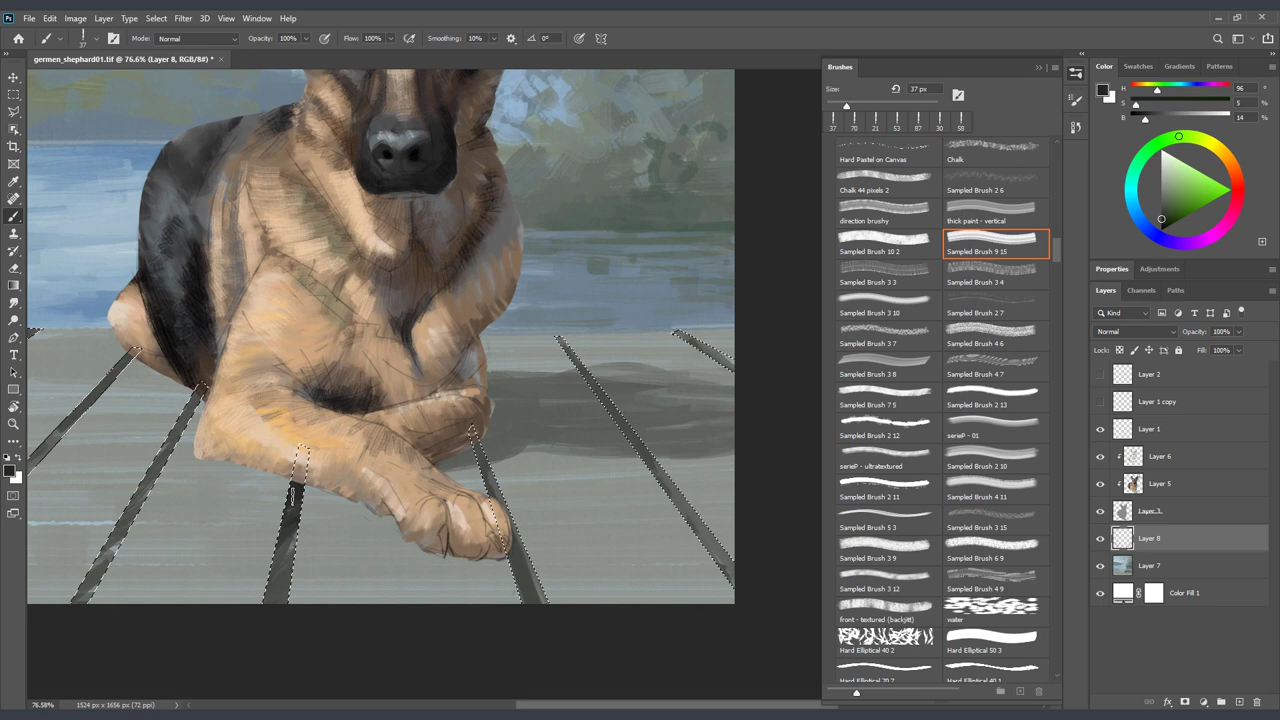 Ps File Edit Image Layer Type Select Filter 3D View Window Help
37 Mode: Normal Opacity: 100% Flow: 100% Smoothing: 10% 0°
germen_shephard01.tif @ 76.6% (Layer 8, RGB/8#) *
Brushes
Size: 37 px
37 70 21 53 87 30 58
Hard Pastel on Canvas Chalk
Chalk 44 pixels 2 Sampled Brush 2 6
direction brushy thick paint - vertical
Sampled Brush 10 2 Sampled Brush 9 15
Sampled Brush 3 3 Sampled Brush 3 4
Sampled Brush 3 10 Sampled Brush 2 7
Sampled Brush 3 7 Sampled Brush 4 6
Sampled Brush 3 8 Sampled Brush 4 7
Sampled Brush 7 5 Sampled Brush 2 13
Sampled Brush 2 12 serieP - 01
serieP - ultratextured Sampled Brush 2 10
Sampled Brush 2 11 Sampled Brush 4 11
Sampled Brush 5 3 Sampled Brush 3 15
Sampled Brush 3 9 Sampled Brush 6 9
Sampled Brush 3 12 Sampled Brush 4 9
front - textured (backjitt) water
Hard Elliptical 40 2 Hard Elliptical 50 3
Hard Elliptical 70 7 Hard Elliptical 40 1
Color Swatches Gradients Patterns
H 96 °
S 5 %
B 14 %
Properties Adjustments
Layers Channels Paths
Kind
Normal Opacity: 100%
Lock: Fill: 100%
Layer 2
Layer 1 copy
Layer 1
Layer 6
Layer 5
Layer 3
Layer 8
Layer 7
Color Fill 1
76.58% 1524 px x 1656 px (72 ppi)